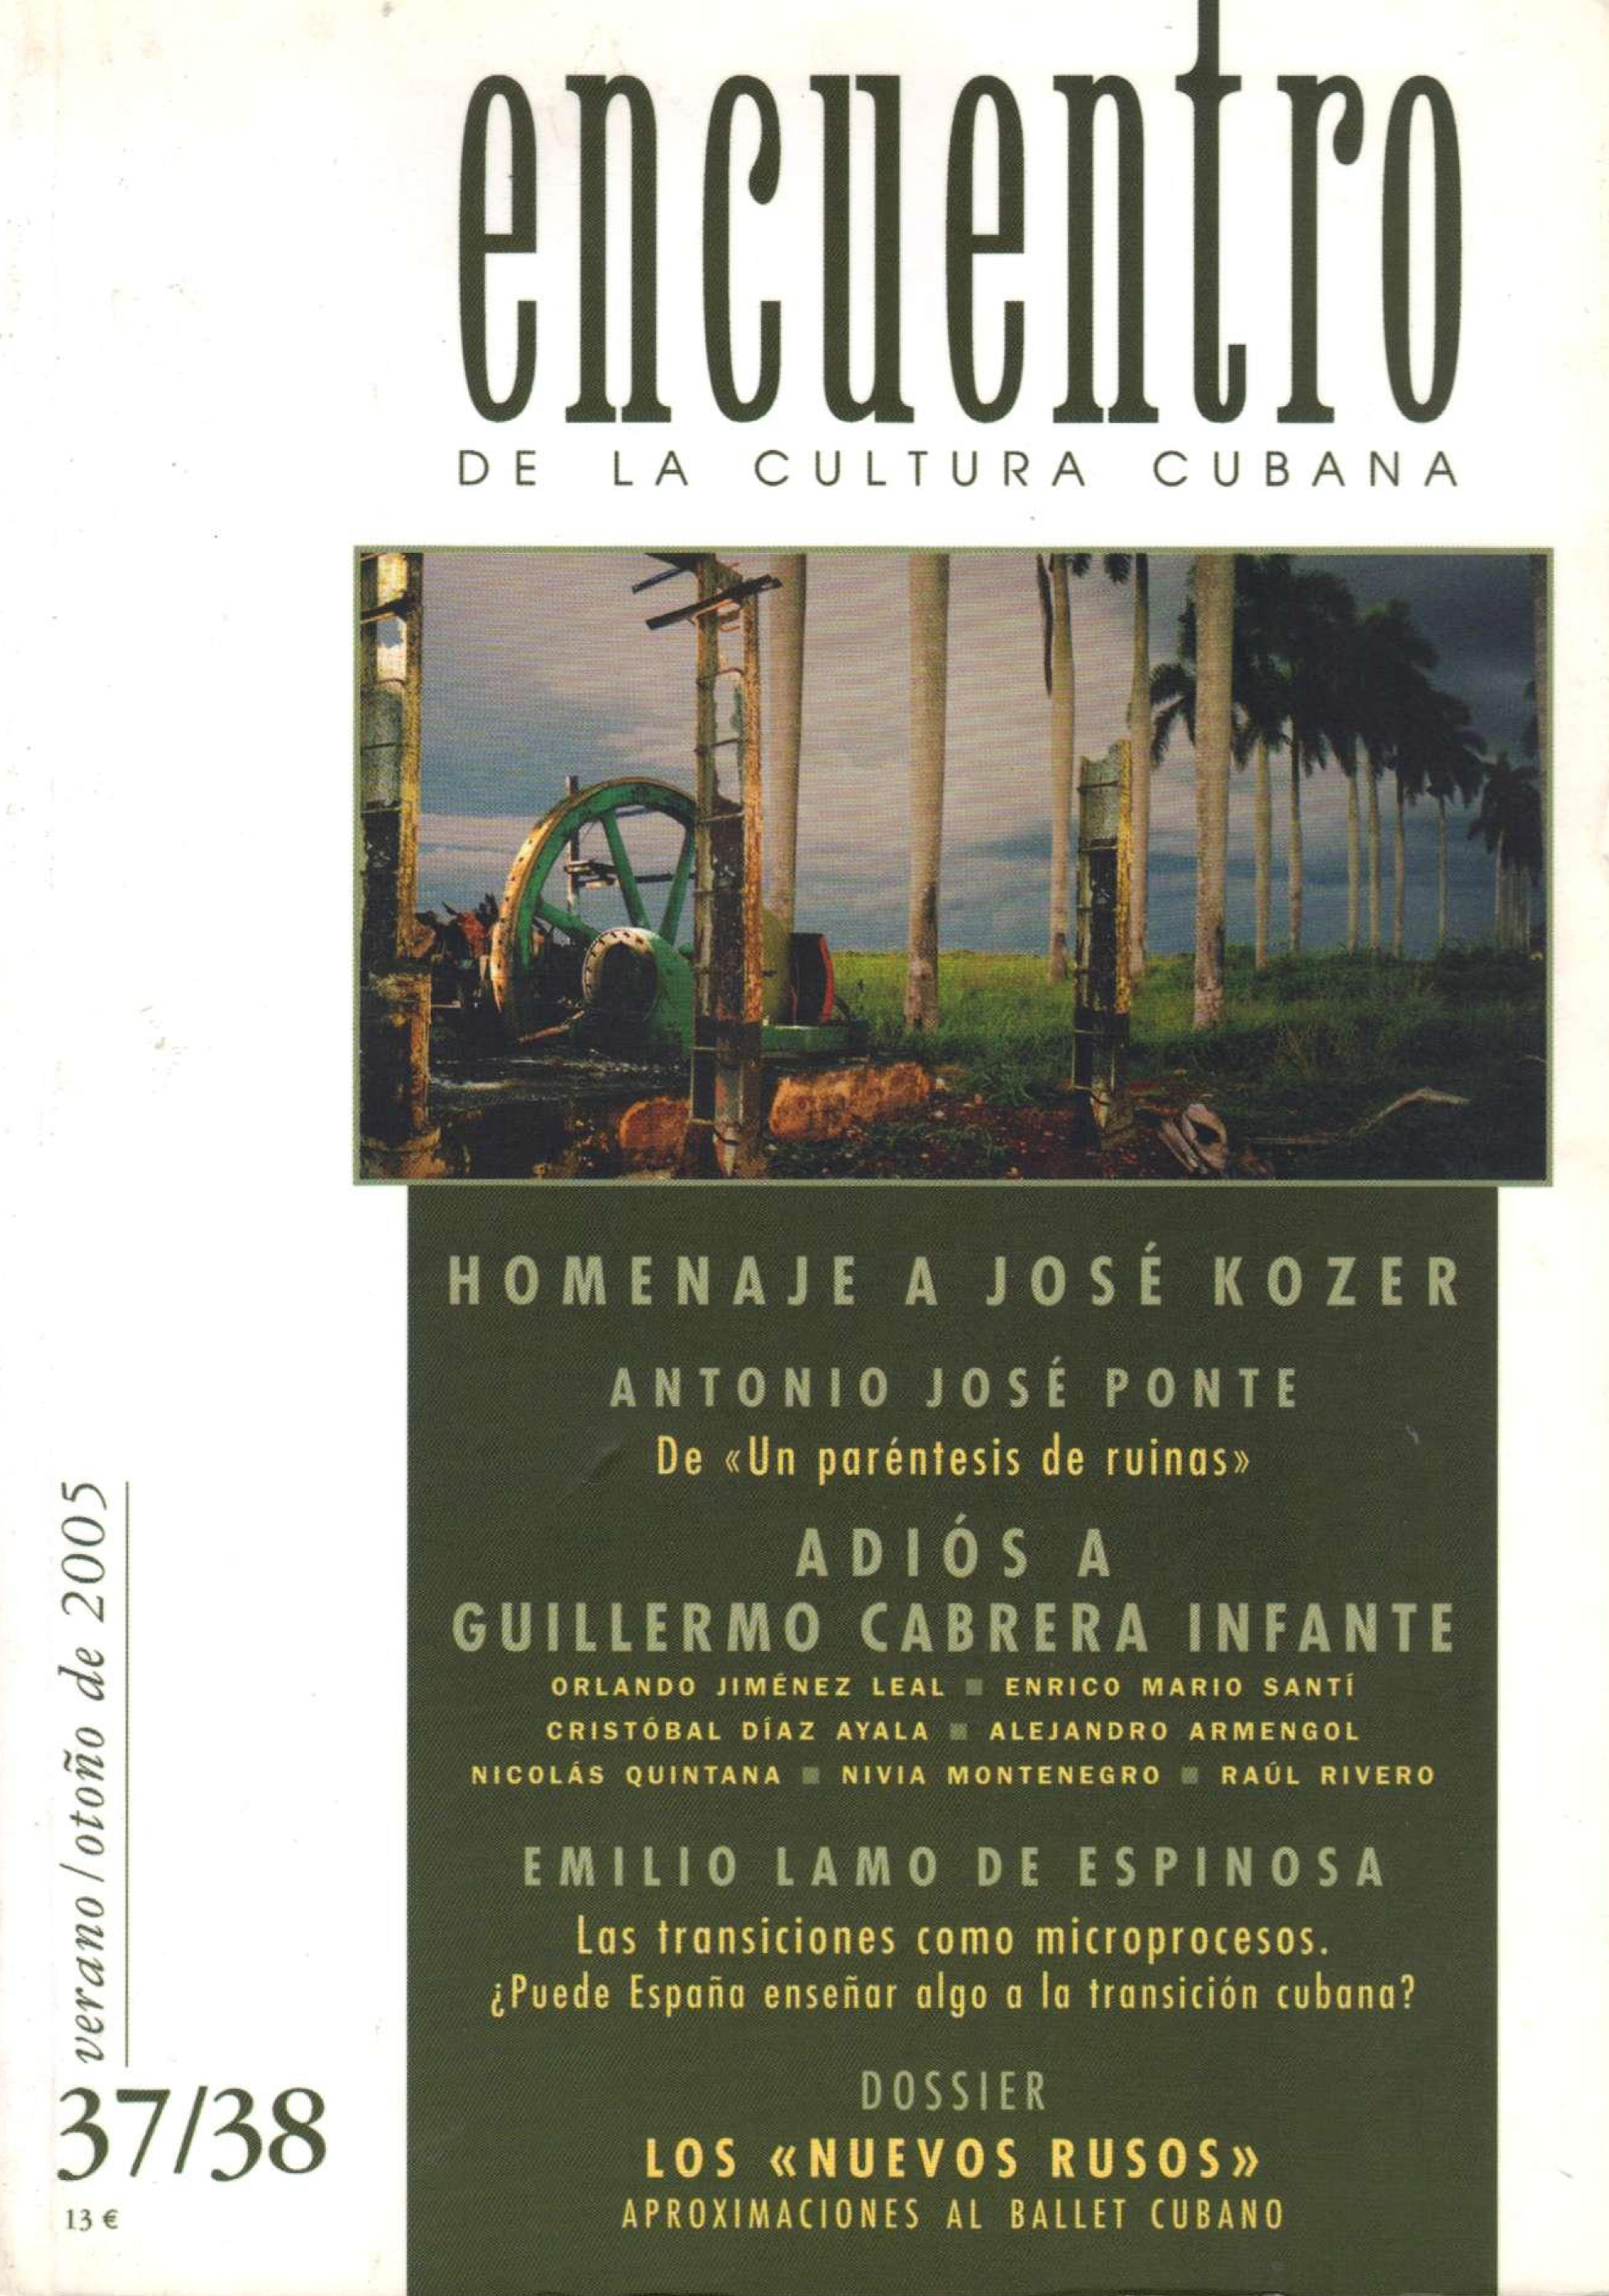 encuentro
DE LA CULTURA CUBANA
HOMENAJE A JOSÉ KOZER
ANTONIO JOSÉ PONTE
De «Un paréntesis de ruinas»
ADIÓS A
GUILLERMO CABRERA INFANTE
ORLANDO JIMÉNEZ LEAL ■ ENRICO MARIO SANTÍ
CRISTÓBAL DÍAZ AYALA ■ ALEJANDRO ARMENGOL
NICOLÁS QUINTANA ■ NIVIA MONTENEGRO ■ RAÚL RIVERO
EMILIO LAMO DE ESPINOSA
Las transiciones como microprocesos.
¿Puede España enseñar algo a la transición cubana?
DOSSIER
LOS «NUEVOS RUSOS»
APROXIMACIONES AL BALLET CUBANO
verano/otoño de 2005
37/38
13 €